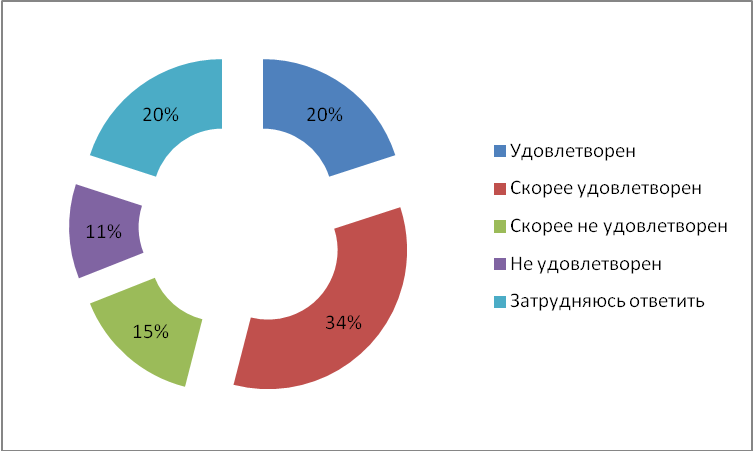 20%
20%
11%
15%
34%
Удовлетворен
Скорее удовлетворен
Скорее не удовлетворен
Не удовлетворен
Затрудняюсь ответить